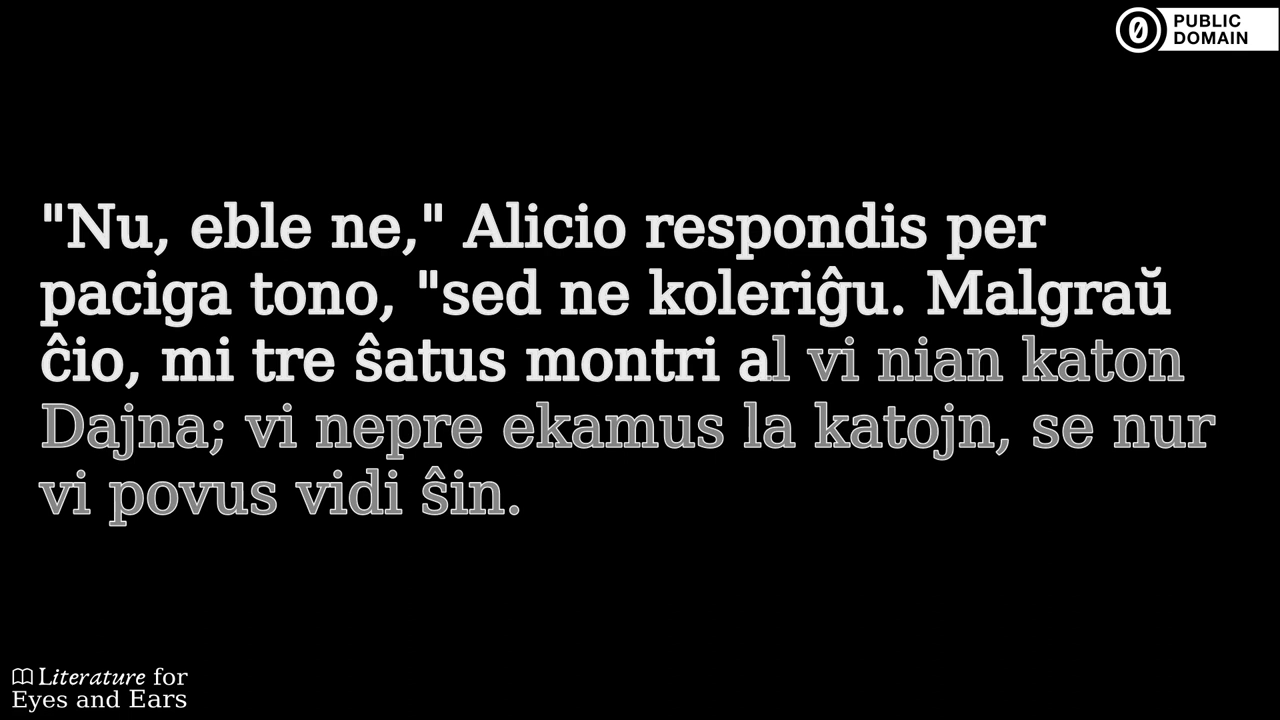 PUBLIC
DOMAIN
"Nu, eble ne," Alicio respondis per
paciga tono, "sed ne koleriĝu. Malgraŭ
ĉio, mi tre ŝatus montri al vi nian katon
Dajna; vi nepre ekamus la katojn, se nur
vi povus vidi ŝin.
Literature for
Eyes and Ears